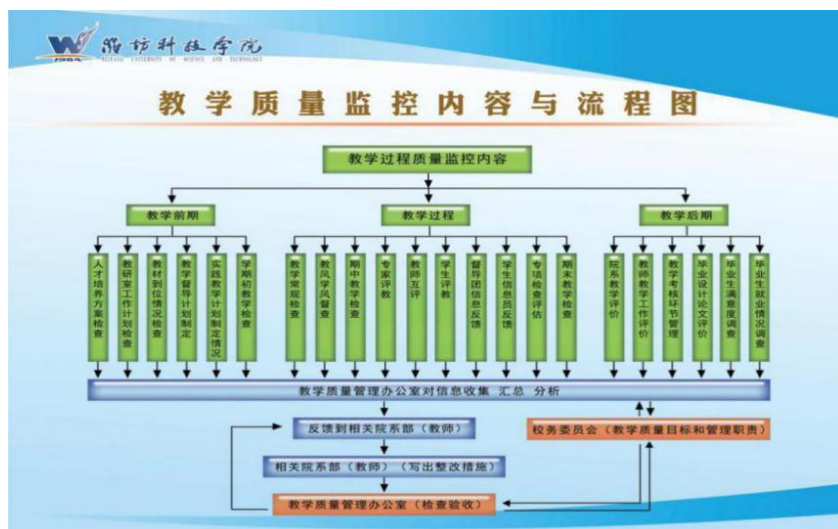 潍坊科技学院
WEIFANG UNIVERSITY OF SCIENCE AND TECHNOLOGY
教学质量监控内容与流程图
教学过程质量监控内容
教学前期
教学过程
教学后期
人才培养方案检查
教研室工作计划检查
教材到位情况检查
教学督导计划制定
实践教学计划制定情况
学期初教学检查
教学常规检查
教风学风督查
期中教学检查
专家评教
教师互评
学生评教
督导团信息反馈
学生信息员反馈
专项检查评估
期末教学检查
院系教学评价
教师教学工作评价
教学考核环节管理
毕业设计论文评价
毕业生满意度调查
毕业生就业情况调查
教学质量管理办公室对信息收集 汇总 分析
反馈到相关院系部（教师）
校务委员会（教学质量目标和管理职责）
相关院系部（教师）（写出整改措施）
教学质量管理办公室（检查验收）